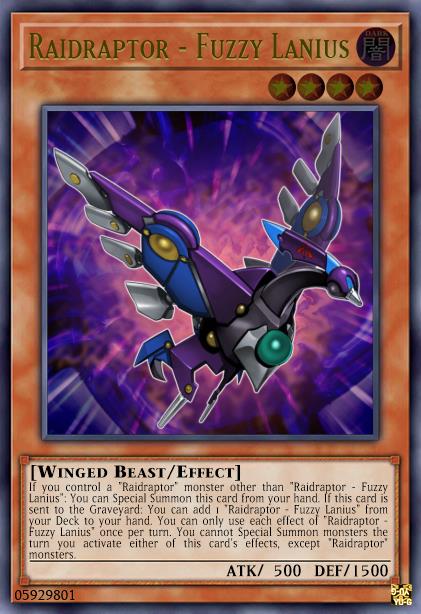 Raidraptor - Fuzzy Lanius
DARK
闇
[Winged Beast/Effect]
If you control a "Raidraptor" monster other than "Raidraptor - Fuzzy
Lanius": You can Special Summon this card from your hand. If this card is
sent to the Graveyard: You can add 1 "Raidraptor - Fuzzy Lanius" from
your Deck to your hand. You can only use each effect of "Raidraptor -
Fuzzy Lanius" once per turn. You cannot Special Summon monsters the
turn you activate either of this card's effects, except "Raidraptor"
monsters.
ATK/ 500 DEF/1500
05929801